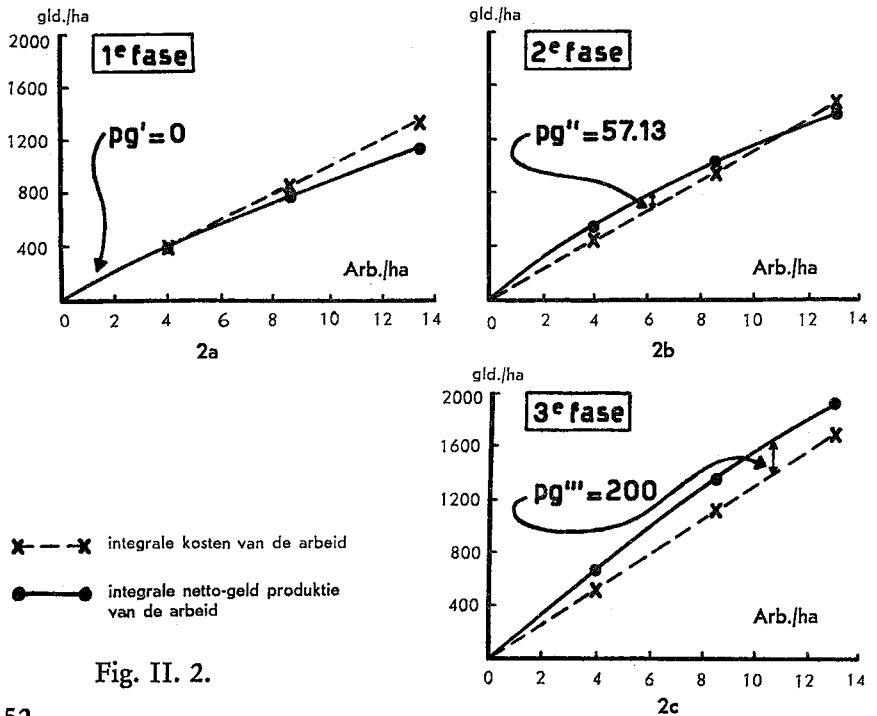 gld./ha
2000
1600
1200
800
400
0 2 4 6 8 10 12 14
1e fase
pg' = 0
Arb./ha
2a
2e fase
pg'' = 57.13
Arb./ha
0 2 4 6 8 10 12 14
2b
gld./ha
2000
1600
1200
800
400
0 2 4 6 8 10 12 14
3e fase
pg''' = 200
Arb./ha
2c
integrale kosten van de arbeid
integrale netto-geld produktie
van de arbeid
Fig. II. 2.